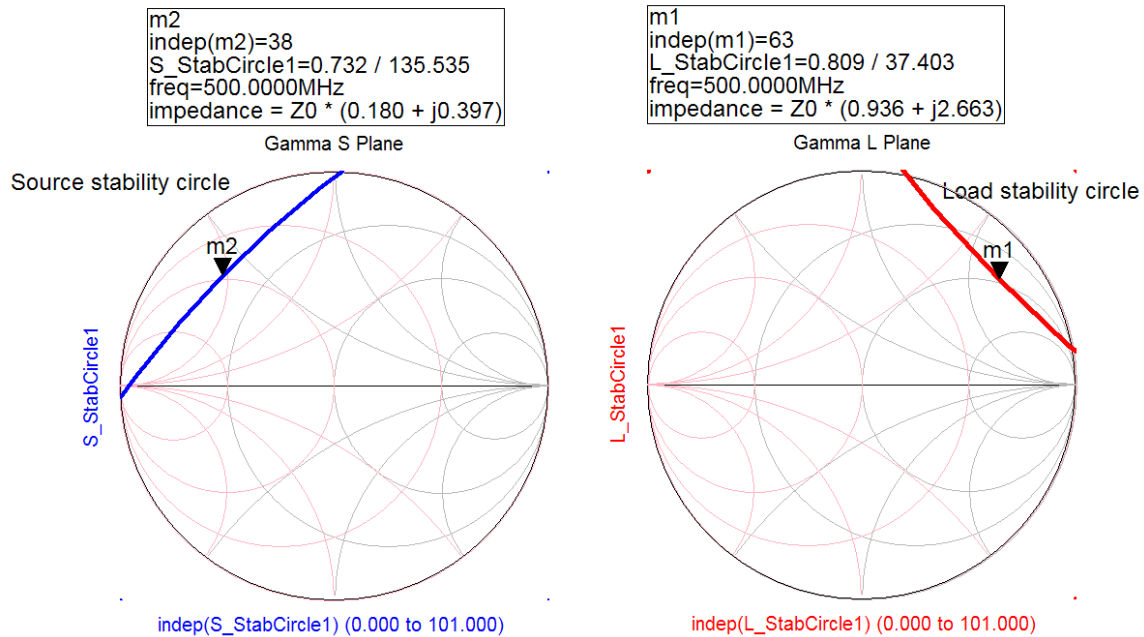 m2
indep(m2)=38
S_StabCircle1=0.732 / 135.535
freq=500.0000MHz
impedance = Z0 * (0.180 + j0.397)
m1
indep(m1)=63
L_StabCircle1=0.809 / 37.403
freq=500.0000MHz
impedance = Z0 * (0.936 + j2.663)
Gamma S Plane
Source stability circle
m2
S_StabCircle1
indep(S_StabCircle1) (0.000 to 101.000)
Gamma L Plane
Load stability circle
m1
L_StabCircle1
indep(L_StabCircle1) (0.000 to 101.000)